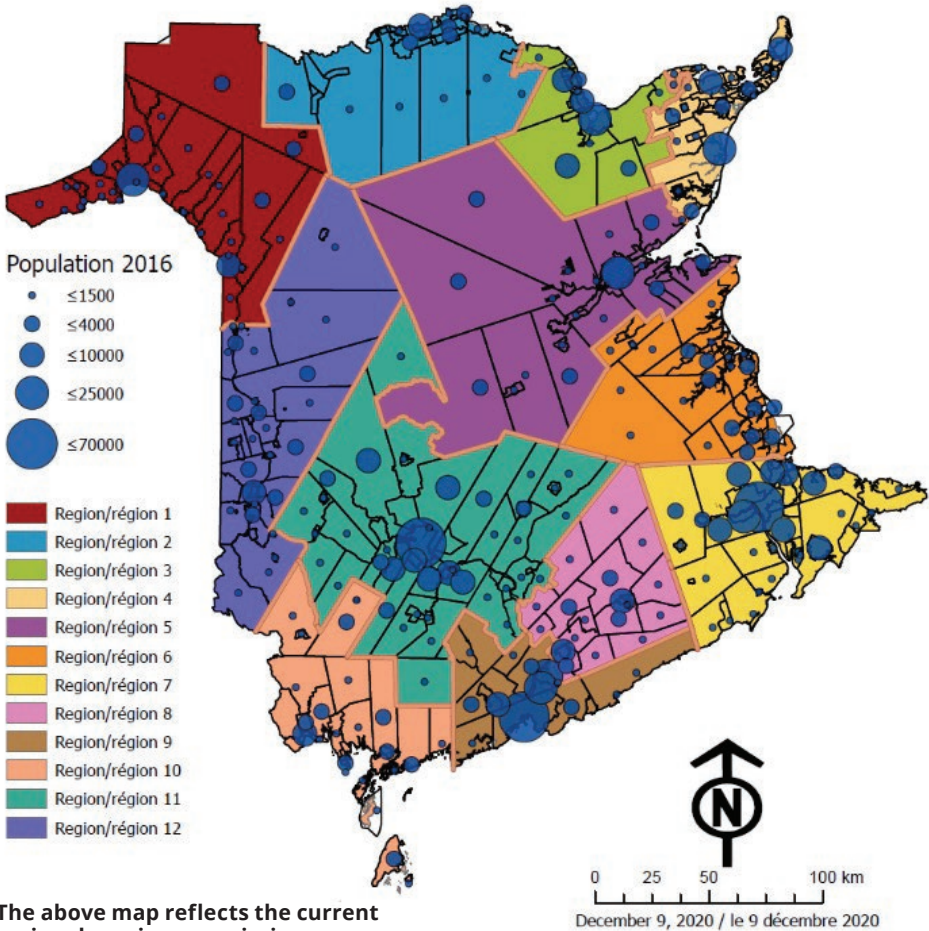 Population 2016
≤1500
≤4000
≤10000
≤25000
≤70000
Region/région 1
Region/région 2
Region/région 3
Region/région 4
Region/région 5
Region/région 6
Region/région 7
Region/région 8
Region/région 9
Region/région 10
Region/région 11
Region/région 12
N
0 25 50 100 km
December 9, 2020 / le 9 décembre 2020
The above map reflects the current